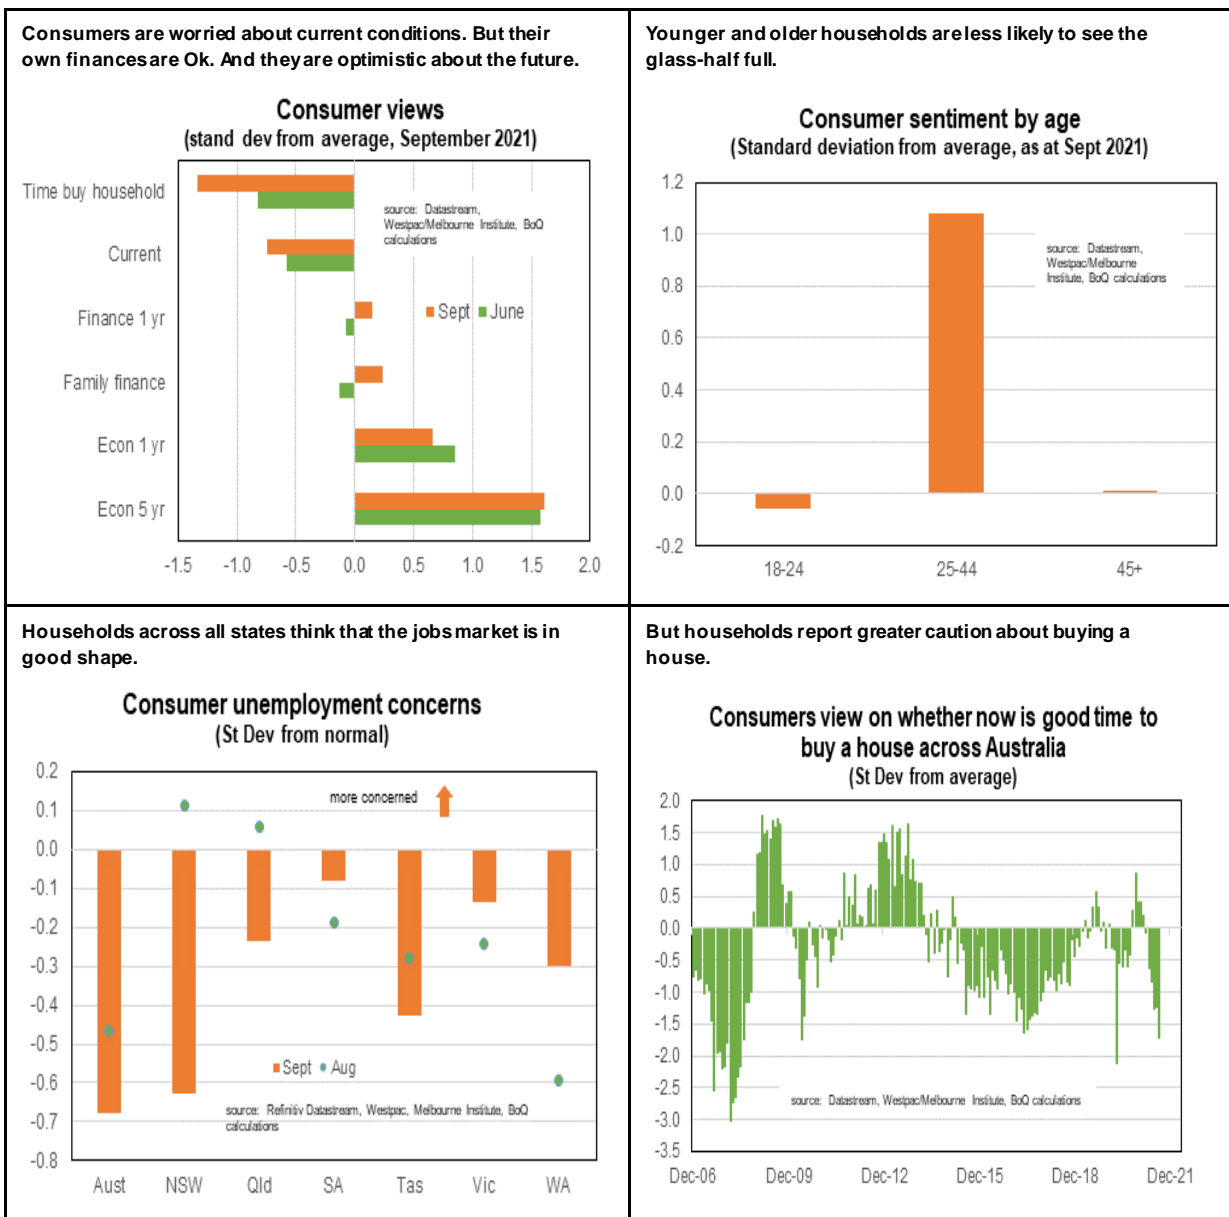 Consumers are worried about current conditions. But their
own finances are Ok. And they are optimistic about the future.
Consumer views
(stand dev from average, September 2021)
Time buy household
Current
Finance 1 yr
Family finance
Econ 1 yr
Econ 5 yr
source: Datastream,
Westpac/Melbourne Institute, BoQ
calculations
Sept June
-1.5 -1.0 -0.5 0.0 0.5 1.0 1.5 2.0
Younger and older households are less likely to see the
glass-half full.
Consumer sentiment by age
(Standard deviation from average, as at Sept 2021)
1.2
1.0
0.8
0.6
0.4
0.2
0.0
-0.2
source: Datastream,
Westpac/Melbourne
Institute, BoQ calculations
18-24 25-44 45+
Households across all states think that the jobs market is in
good shape.
Consumer unemployment concerns
(St Dev from normal)
0.2
0.1
0.0
-0.1
-0.2
-0.3
-0.4
-0.5
-0.6
-0.7
-0.8
more concerned
Sept Aug
source: Refinitiv Datastream, Westpac, Melbourne Institute, BoQ
calculations
Aust NSW Qld SA Tas Vic WA
But households report greater caution about buying a
house.
Consumers view on whether now is good time to
buy a house across Australia
(St Dev from average)
2.0
1.5
1.0
0.5
0.0
-0.5
-1.0
-1.5
-2.0
-2.5
-3.0
-3.5
source: Datastream, Westpac/Melbourne Institute, BoQ calculations
Dec-06 Dec-09 Dec-12 Dec-15 Dec-18 Dec-21